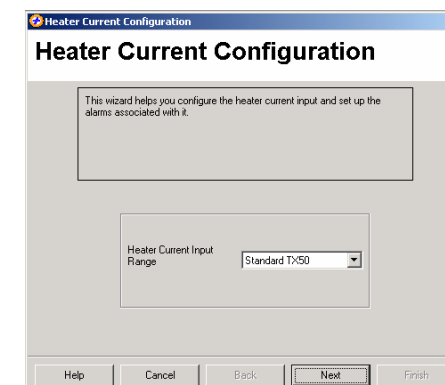 Heater Current Configuration
Heater Current Configuration
This wizard helps you configure the heater current input and set up the
alarms associated with it.
Heater Current Input
Range
Standard TX50
Help Cancel Back Next Finish